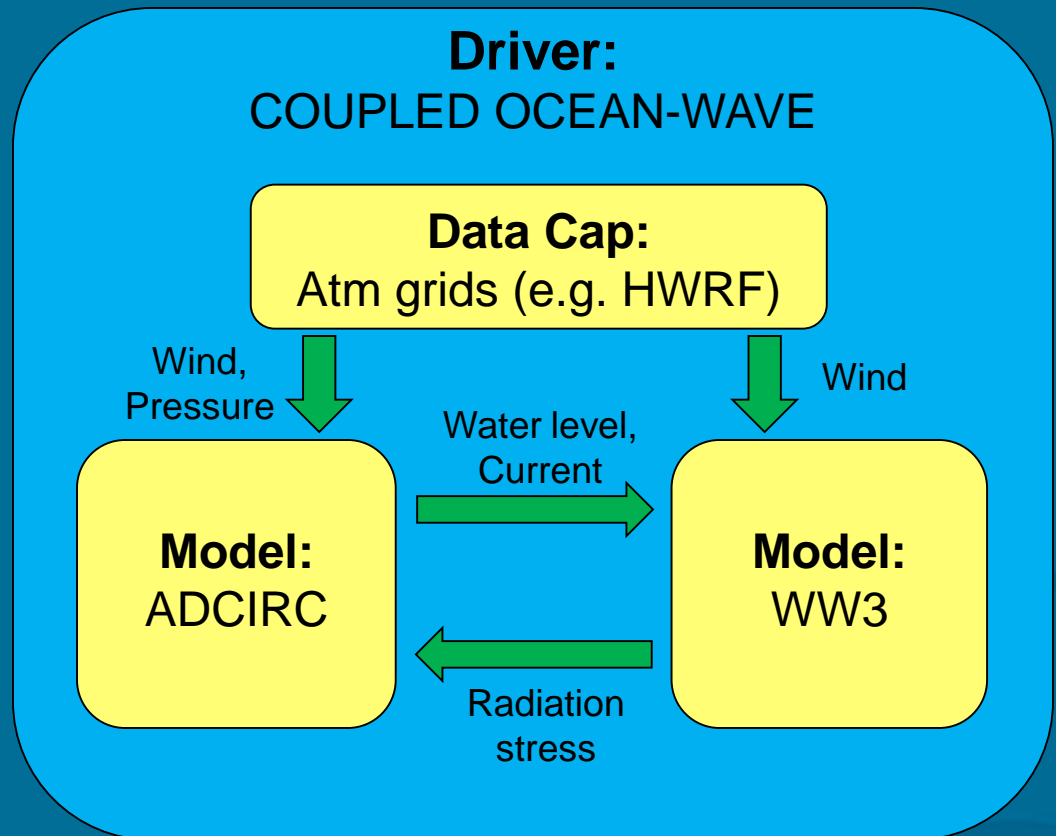 Driver:
COUPLED OCEAN-WAVE
Data Cap:
Atm grids (e.g. HWRF)
Wind,
Pressure
Wind
Water level,
Current
Model:
ADCIRC
Model:
WW3
Radiation
stress